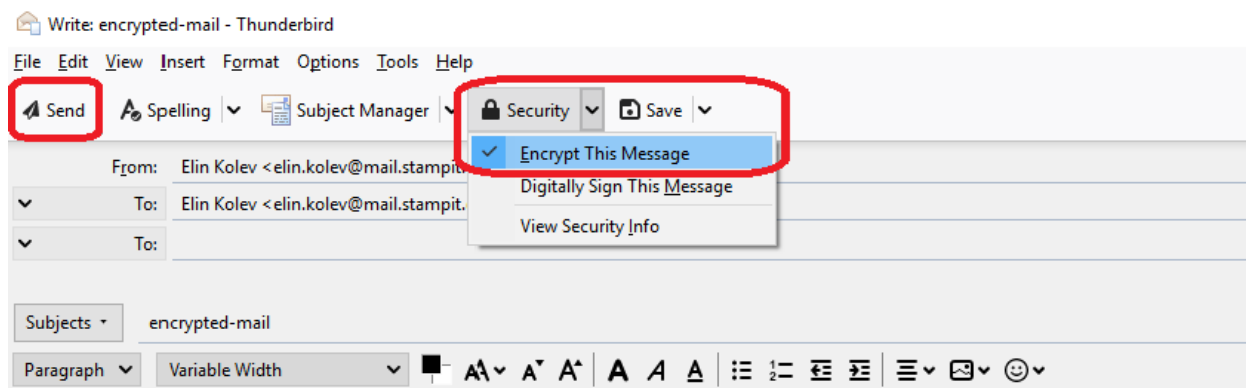 Write: encrypted-mail - Thunderbird
File Edit View Insert Format Options Tools Help
Send Spelling Subject Manager Security Save
Encrypt This Message
From: Elin Kolev <elin.kolev@mail.stampit.
Digitally Sign This Message
To: Elin Kolev <elin.kolev@mail.stampit.
View Security Info
To:
Subjects encrypted-mail
Paragraph Variable Width